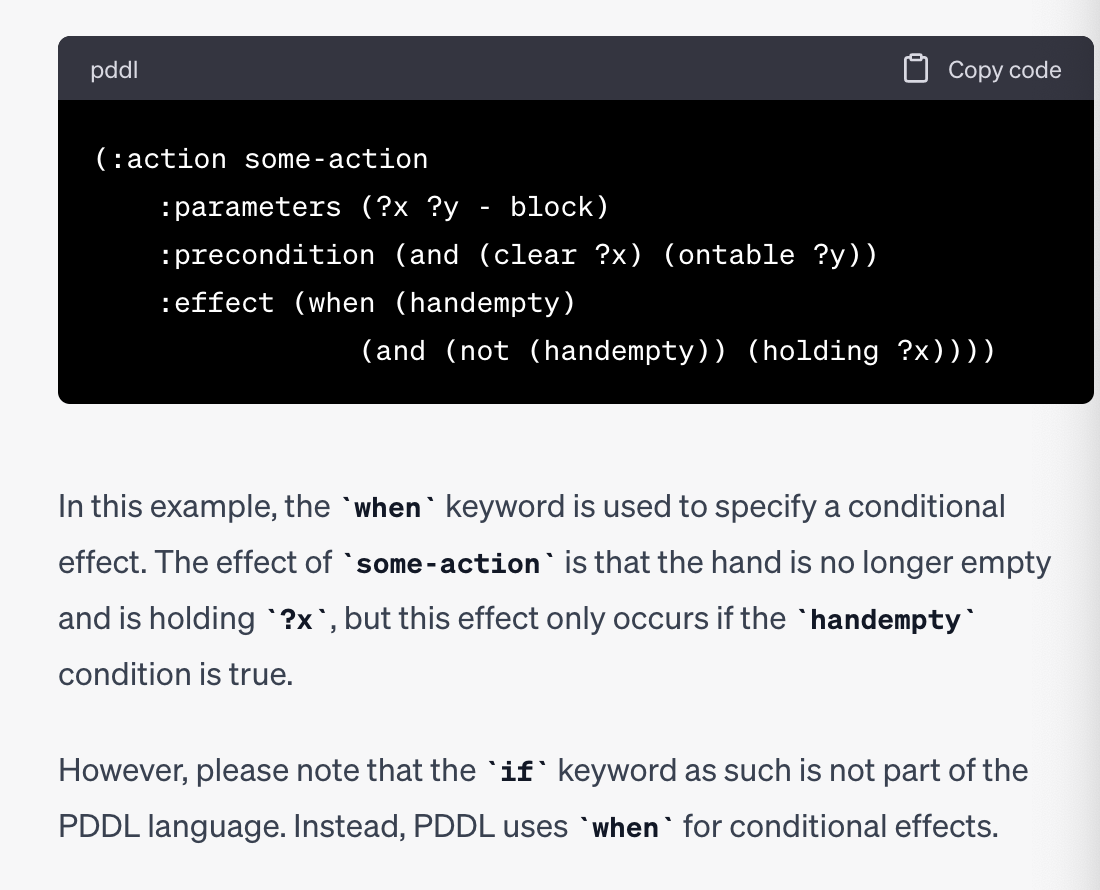 pddl
Copy code
(:action some-action
    :parameters (?x ?y - block)
    :precondition (and (clear ?x) (ontable ?y))
    :effect (when (handempty)
                (and (not (handempty)) (holding ?x))))
In this example, the `when` keyword is used to specify a conditional
effect. The effect of `some-action` is that the hand is no longer empty
and is holding `?x`, but this effect only occurs if the `handempty`
condition is true.
However, please note that the `if` keyword as such is not part of the
PDDL language. Instead, PDDL uses `when` for conditional effects.